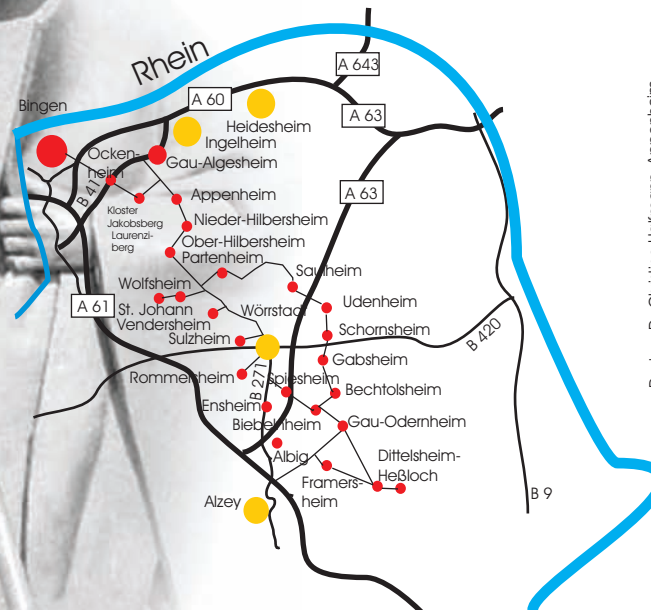 A 643
Rhein
A 60
Bingen
A 63
Heidesheim
Ingelheim
Ocken-
heim
Gau-Algesheim
B 41
A 63
Appenheim
Kloster
Jakobsberg
Laurenzi-
berg
Nieder-Hilbersheim
Ober-Hilbersheim
Partenheim
Saulheim
Wolfsheim
A 61
St. Johann
Wörrstadt
Udenheim
Vendersheim
Sulzheim
Schornsheim
B 420
Gabsheim
Rommersheim
B 271
Spiesheim
Bechtolsheim
Ensheim
Biebelnheim
Gau-Odernheim
Albig
Dittelsheim-
Heßloch
Framers-
heim
Alzey
B 9